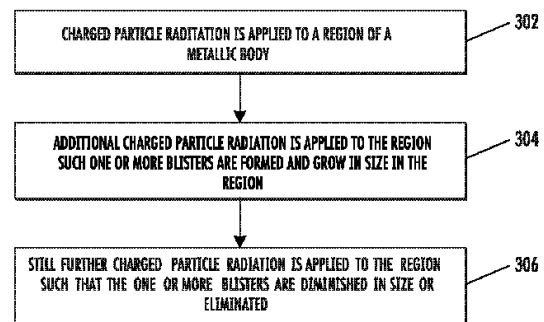 CHARGED PARTICLE RADITATION IS APPLIED TO A REGION OF A
METALLIC BODY
302
ADDITIONAL CHARGED PARTICLE RADIATION IS APPLIED TO THE REGION
SUCH ONE OR MORE BLISTERS ARE FORMED AND GROW IN SIZE IN THE
REGION
304
STILL FURTHER CHARGED PARTICLE RADIATION IS APPLIED TO THE REGION
SUCH THAT THE ONE OR MORE BLISTERS ARE DIMINISHED IN SIZE OR
ELIMINATED
306